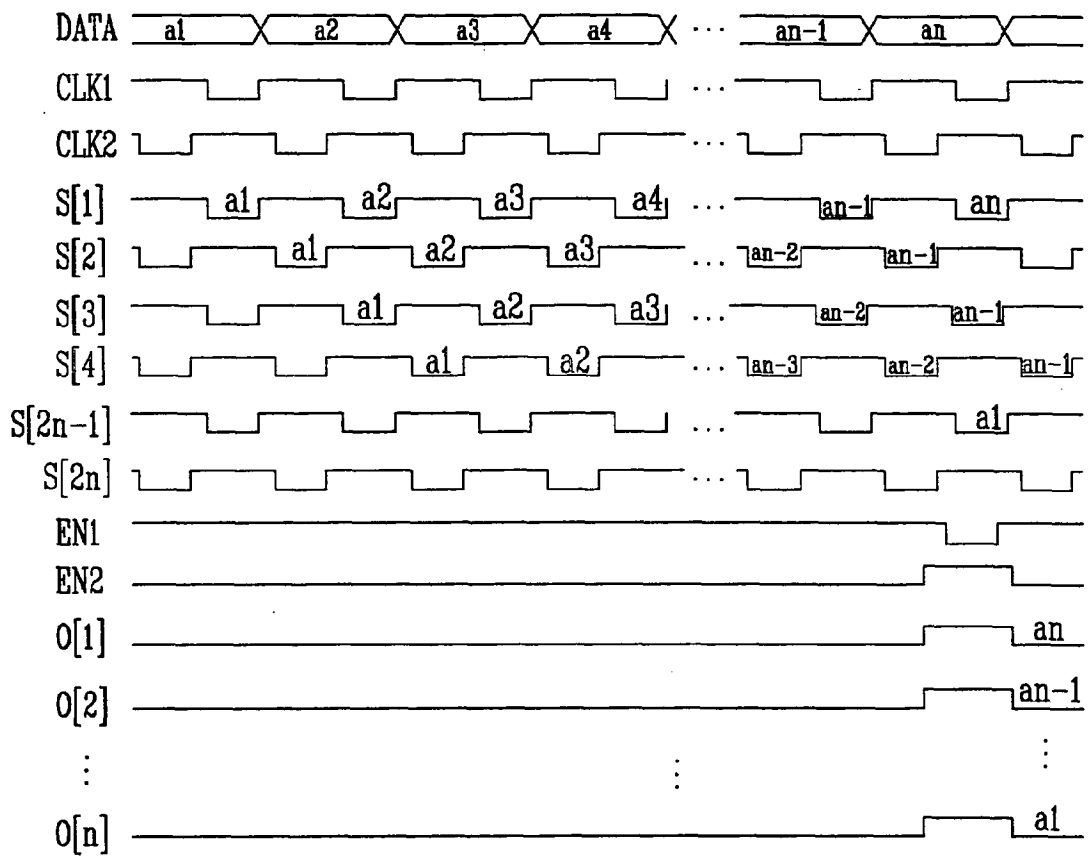 DATA a1 a2 a3 a4 ... an-1 an
CLK1 ...
CLK2 ...
S[1] a1 a2 a3 a4 ... an-1 an
S[2] a1 a2 a3 ... an-2 an-1
S[3] a1 a2 a3 ... an-2 an-1
S[4] a1 a2 ... an-3 an-2 an-1
S[2n-1] ... a1
S[2n] ...
EN1
EN2
O[1] an
O[2] an-1
O[n] a1